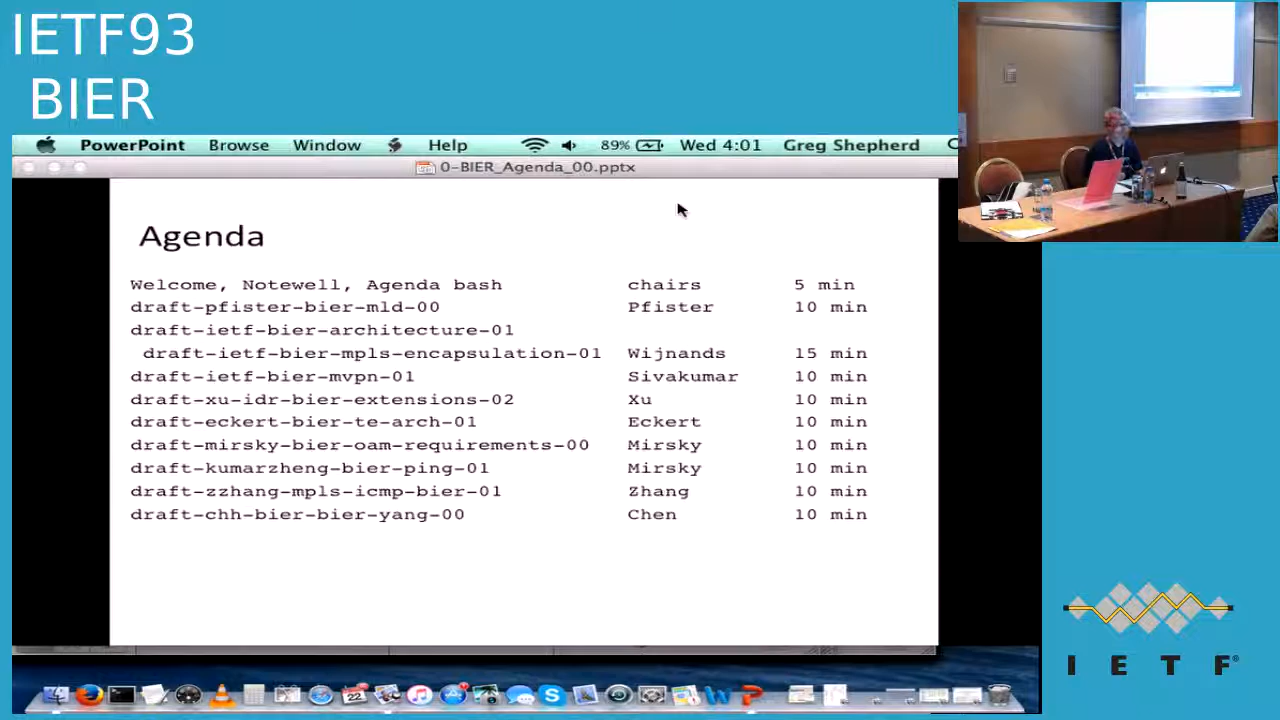 IETF93
BIER
PowerPoint Browse Window Help 89% Wed 4:01 Greg Shepherd
0-BIER_Agenda_00.pptx
Agenda
Welcome, Notewell, Agenda bash chairs 5 min
draft-pfister-bier-mld-00 Pfister 10 min
draft-ietf-bier-architecture-01
draft-ietf-bier-mpls-encapsulation-01 Wijnands 15 min
draft-ietf-bier-mvpn-01 Sivakumar 10 min
draft-xu-idr-bier-extensions-02 Xu 10 min
draft-eckert-bier-te-arch-01 Eckert 10 min
draft-mirsky-bier-oam-requirements-00 Mirsky 10 min
draft-kumarzheng-bier-ping-01 Mirsky 10 min
draft-zzhang-mpls-icmp-bier-01 Zhang 10 min
draft-chh-bier-bier-yang-00 Chen 10 min
22
I E T F®